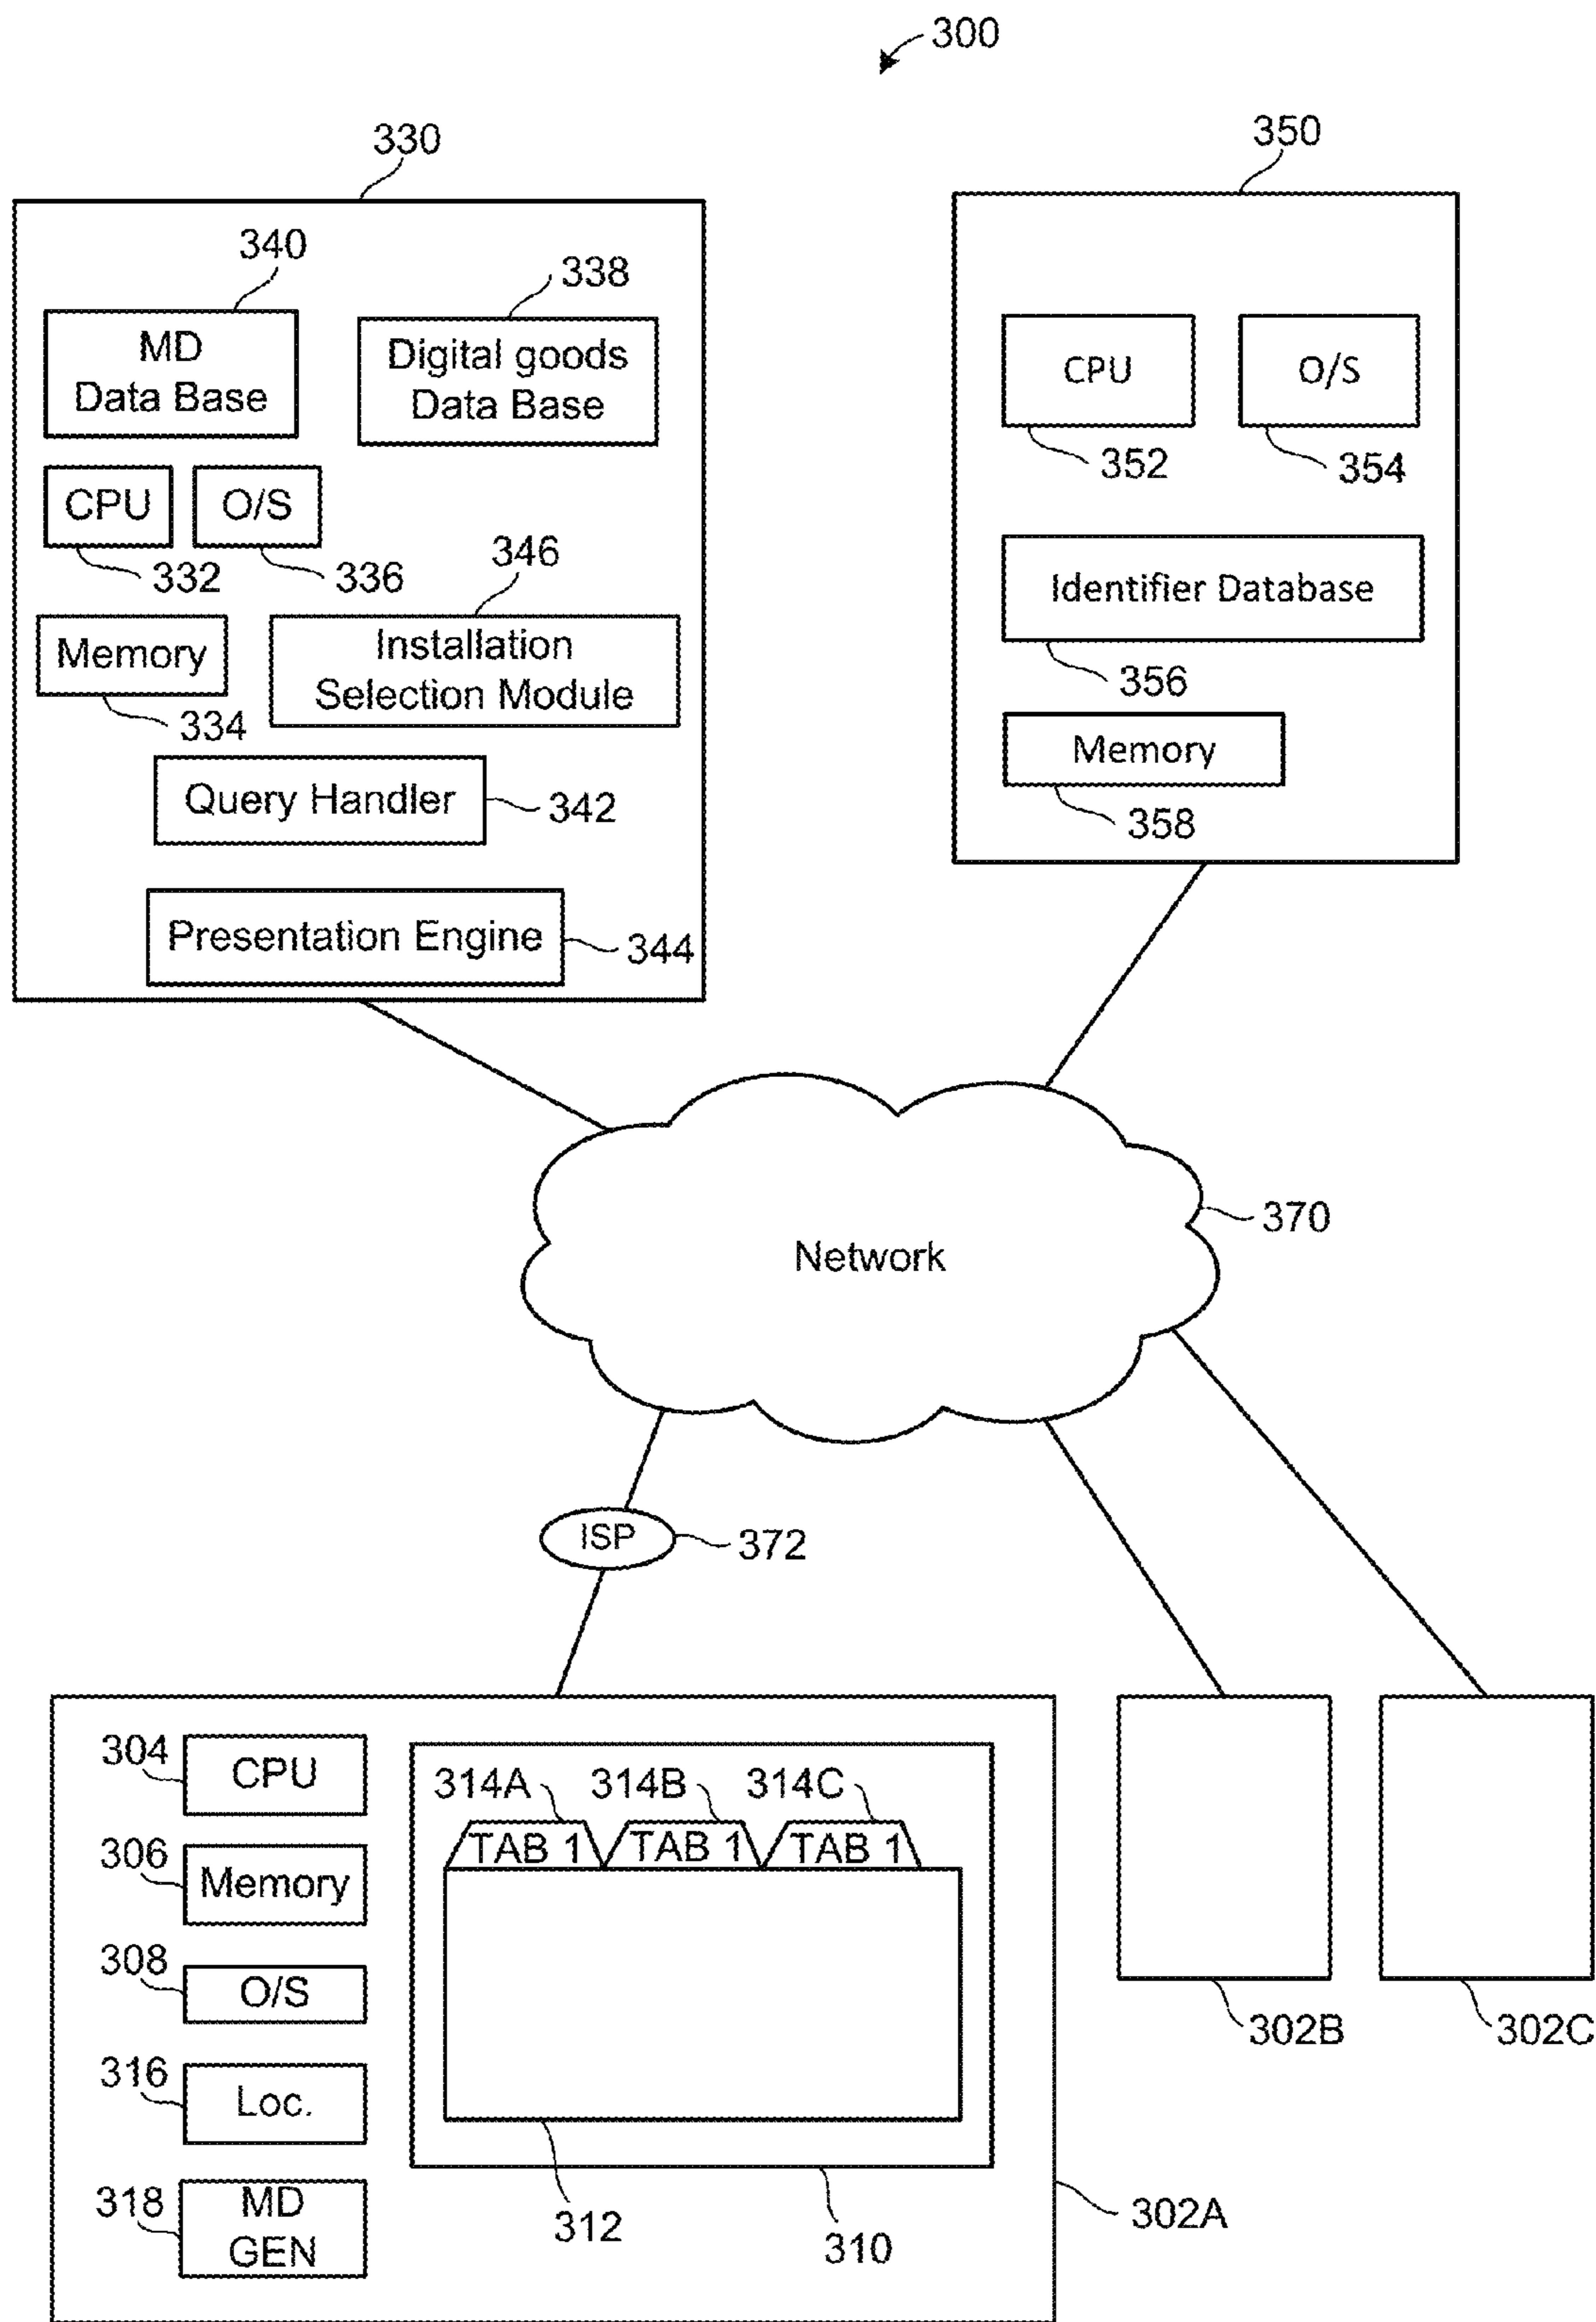 300
330
350
340
338
MD
Data Base
Digital goods
Data Base
CPU
O/S
352
354
CPU
O/S
332
336
346
Identifier Database
356
Memory
334
Installation
Selection Module
Memory
358
Query Handler
342
Presentation Engine
344
Network
370
ISP
372
304
CPU
306
Memory
308
O/S
316
Loc.
318
MD
GEN
314A
314B
314C
TAB 1
TAB 1
TAB 1
312
310
302A
302B
302C